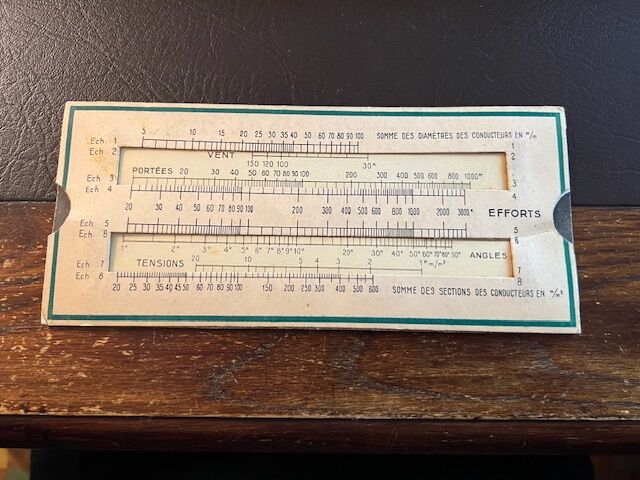 Ech 1 5 10 15 20 25 30 35 40 50 60 70 80 90 100 SOMME DES DIAMÈTRES DES CONDUCTEURS EN m/m 1
Ech 2 VENT 2
150 120 100 30ᴷ
Ech 3 PORTÉES 20 30 40 50 60 70 80 90 100 200 300 400 500 600 800 1000m 3
Ech 4 4
20 30 40 50 60 70 80 90 100 200 300 400 500 600 800 1000 2000 3000ᴷ EFFORTS
Ech 5 5
Ech 6 6
1° 2° 3° 4° 5° 6° 7° 8° 9° 10° 20° 30° 40° 50° 60° 70° 80° 90° ANGLES
Ech 7 TENSIONS 20 10 5 4 3 2 1ᴷ m/m² 7
Ech 8 8
20 25 30 35 40 45 50 60 70 80 90 100 150 200 250 300 400 500 600 SOMME DES SECTIONS DES CONDUCTEURS EN m/m²